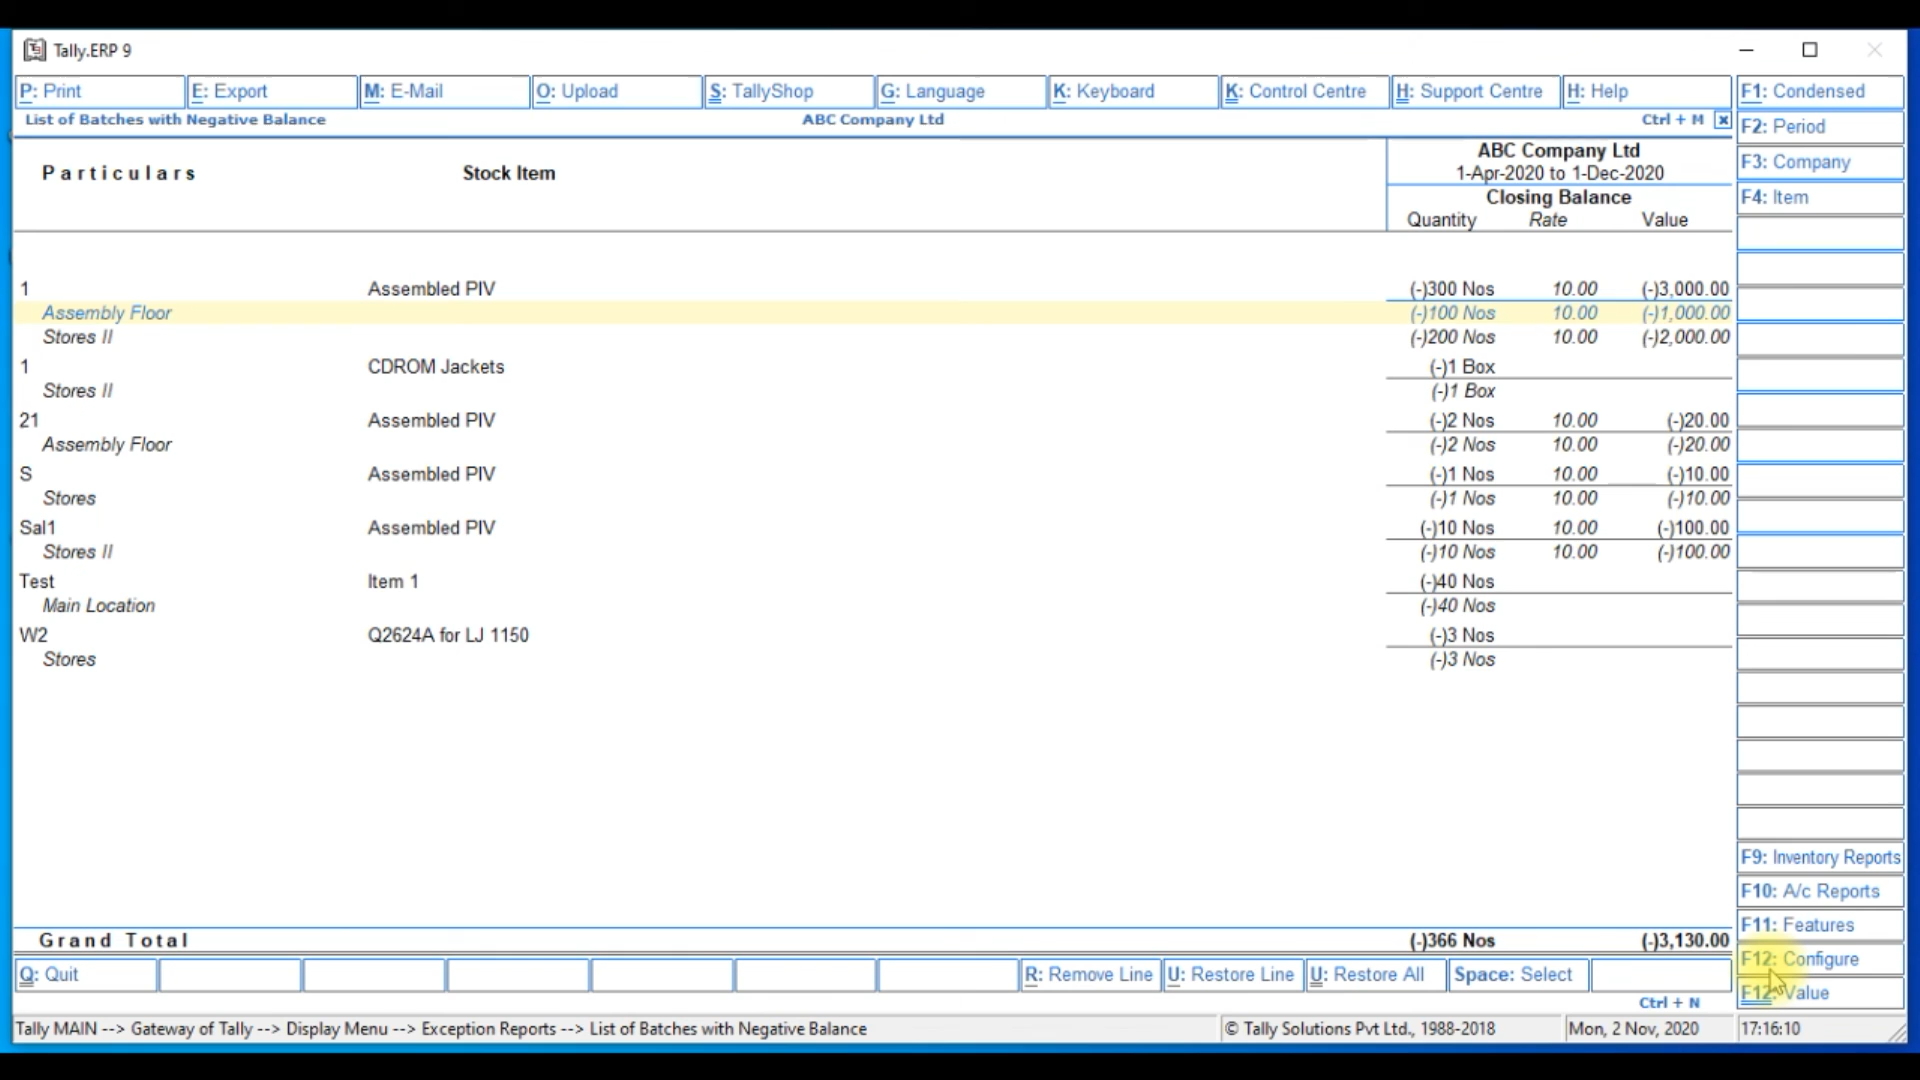 Tally.ERP 9
P: Print E: Export M: E-Mail O: Upload S: TallyShop G: Language K: Keyboard K: Control Centre H: Support Centre H: Help F1: Condensed
List of Batches with Negative Balance ABC Company Ltd Ctrl + M
F2: Period
F3: Company
F4: Item
Particulars Stock Item ABC Company Ltd
1-Apr-2020 to 1-Dec-2020
Closing Balance
Quantity Rate Value
1 Assembled PIV (-)300 Nos 10.00 (-)3,000.00
Assembly Floor (-)100 Nos 10.00 (-)1,000.00
Stores II (-)200 Nos 10.00 (-)2,000.00
1 CDROM Jackets (-)1 Box
Stores II (-)1 Box
21 Assembled PIV (-)2 Nos 10.00 (-)20.00
Assembly Floor (-)2 Nos 10.00 (-)20.00
S Assembled PIV (-)1 Nos 10.00 (-)10.00
Stores (-)1 Nos 10.00 (-)10.00
Sal1 Assembled PIV (-)10 Nos 10.00 (-)100.00
Stores II (-)10 Nos 10.00 (-)100.00
Test Item 1 (-)40 Nos
Main Location (-)40 Nos
W2 Q2624A for LJ 1150 (-)3 Nos
Stores (-)3 Nos
F9: Inventory Reports
F10: A/c Reports
F11: Features
Grand Total (-)366 Nos (-)3,130.00
F12: Configure
F12: Value
Q: Quit R: Remove Line U: Restore Line U: Restore All Space: Select
Ctrl + N
Tally MAIN --> Gateway of Tally --> Display Menu --> Exception Reports --> List of Batches with Negative Balance © Tally Solutions Pvt Ltd., 1988-2018 Mon, 2 Nov, 2020 17:16:10